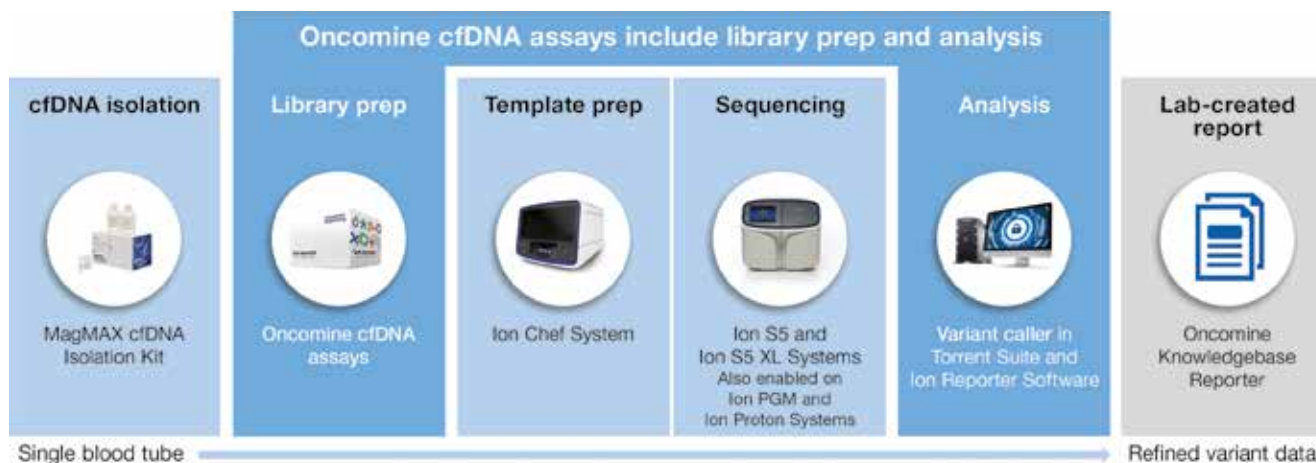 Oncomine cfDNA assays include library prep and analysis
cfDNA isolation
MagMAX cfDNA
Isolation Kit
Library prep
Oncomine cfDNA
assays
Template prep
Ion Chef System
Sequencing
Ion S5 and
Ion S5 XL Systems
Also enabled on
Ion PGM and
Ion Proton Systems
Analysis
Variant caller in
Torrent Suite and
Ion Reporter Software
Lab-created
report
Oncomine
Knowledgebase
Reporter
Single blood tube
Refined variant data